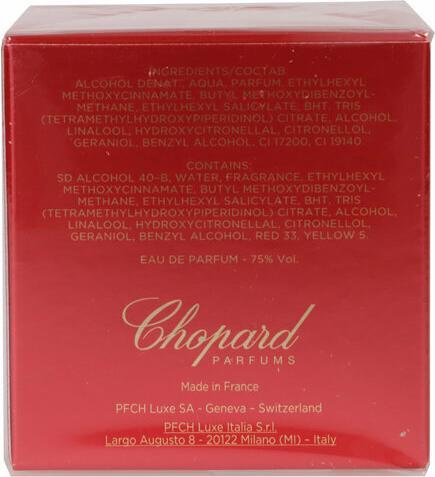 INGREDIENTS/СОСТАВ
ALCOHOL DENAT., AQUA, PARFUM, ETHYLHEXYL
METHOXYCINNAMATE, BUTYL METHOXYDIBENZOYL-
METHANE, ETHYLHEXYL SALICYLATE, BHT. TRIS
(TETRAMETHYLHYDROXYPIPERIDINOL) CITRATE, ALCOHOL,
LINALOOL, HYDROXYCITRONELLAL, CITRONELLOL,
GERANIOL, BENZYL ALCOHOL, CI 17200, CI 19140
CONTAINS:
SD ALCOHOL 40-B, WATER, FRAGRANCE, ETHYLHEXYL
METHOXYCINNAMATE, BUTYL METHOXYDIBENZOYL-
METHANE, ETHYLHEXYL SALICYLATE, BHT. TRIS
(TETRAMETHYLHYDROXYPIPERIDINOL) CITRATE, ALCOHOL,
LINALOOL, HYDROXYCITRONELLAL, CITRONELLOL,
GERANIOL, BENZYL ALCOHOL, RED 33, YELLOW 5.
EAU DE PARFUM - 75% Vol.
Chopard
PARFUMS
Made in France
PFCH Luxe SA - Geneva - Switzerland
PFCH Luxe Italia S.r.l.
Largo Augusto 8 - 20122 Milano (MI) - Italy